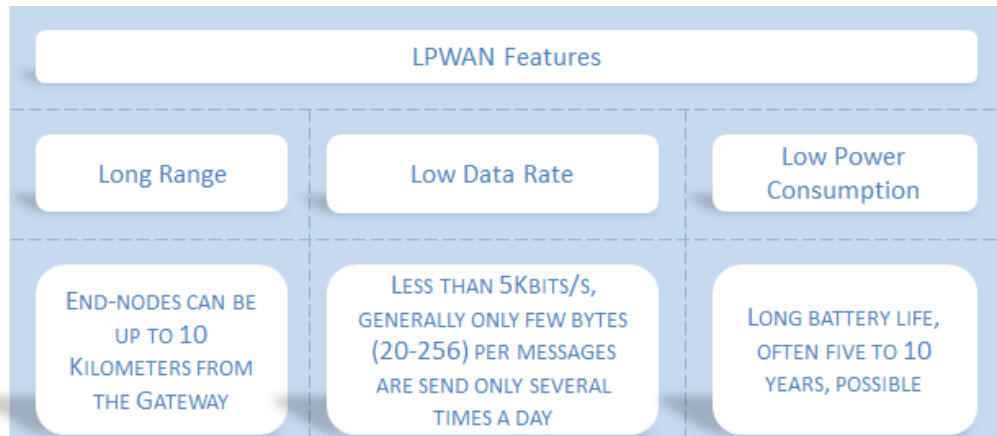 LPWAN Features
Long Range
Low Data Rate
Low Power
Consumption
END-NODES CAN BE
UP TO 10
KILOMETERS FROM
THE GATEWAY
LESS THAN 5KBITS/S,
GENERALLY ONLY FEW BYTES
(20-256) PER MESSAGES
ARE SEND ONLY SEVERAL
TIMES A DAY
LONG BATTERY LIFE,
OFTEN FIVE TO 10
YEARS, POSSIBLE